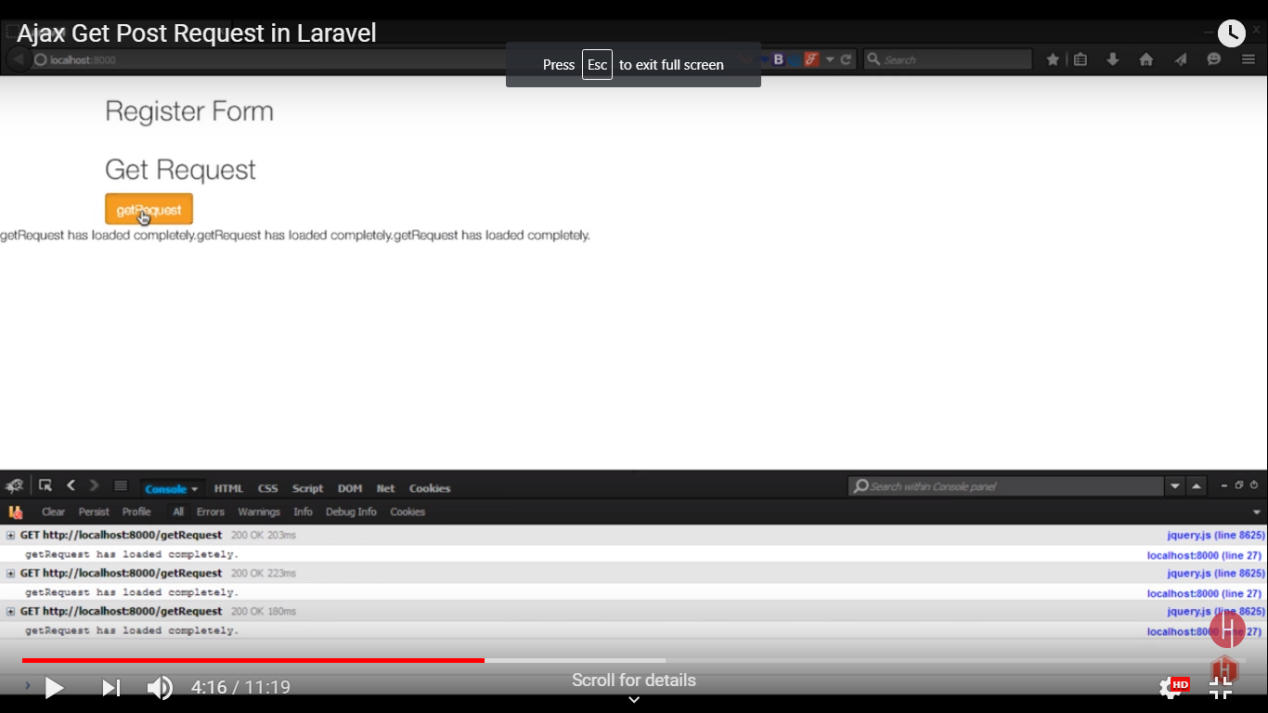 Ajax Get Post Request in Laravel
localhost:8000
Press Esc to exit full screen
B
Search
Register Form
Get Request
getRequest
getRequest has loaded completely.getRequest has loaded completely.getRequest has loaded completely.
Console HTML CSS Script DOM Net Cookies
Search within Console panel
Clear Persist Profile All Errors Warnings Info Debug Info Cookies
GET http://localhost:8000/getRequest 200 OK 203ms jquery.js (line 8625)
getRequest has loaded completely. localhost:8000 (line 27)
GET http://localhost:8000/getRequest 200 OK 223ms jquery.js (line 8625)
getRequest has loaded completely. localhost:8000 (line 27)
GET http://localhost:8000/getRequest 200 OK 180ms jquery.js (line 8625)
getRequest has loaded completely. localhost:8000 (line 27)
H
H
4:16 / 11:19
Scroll for details
HD